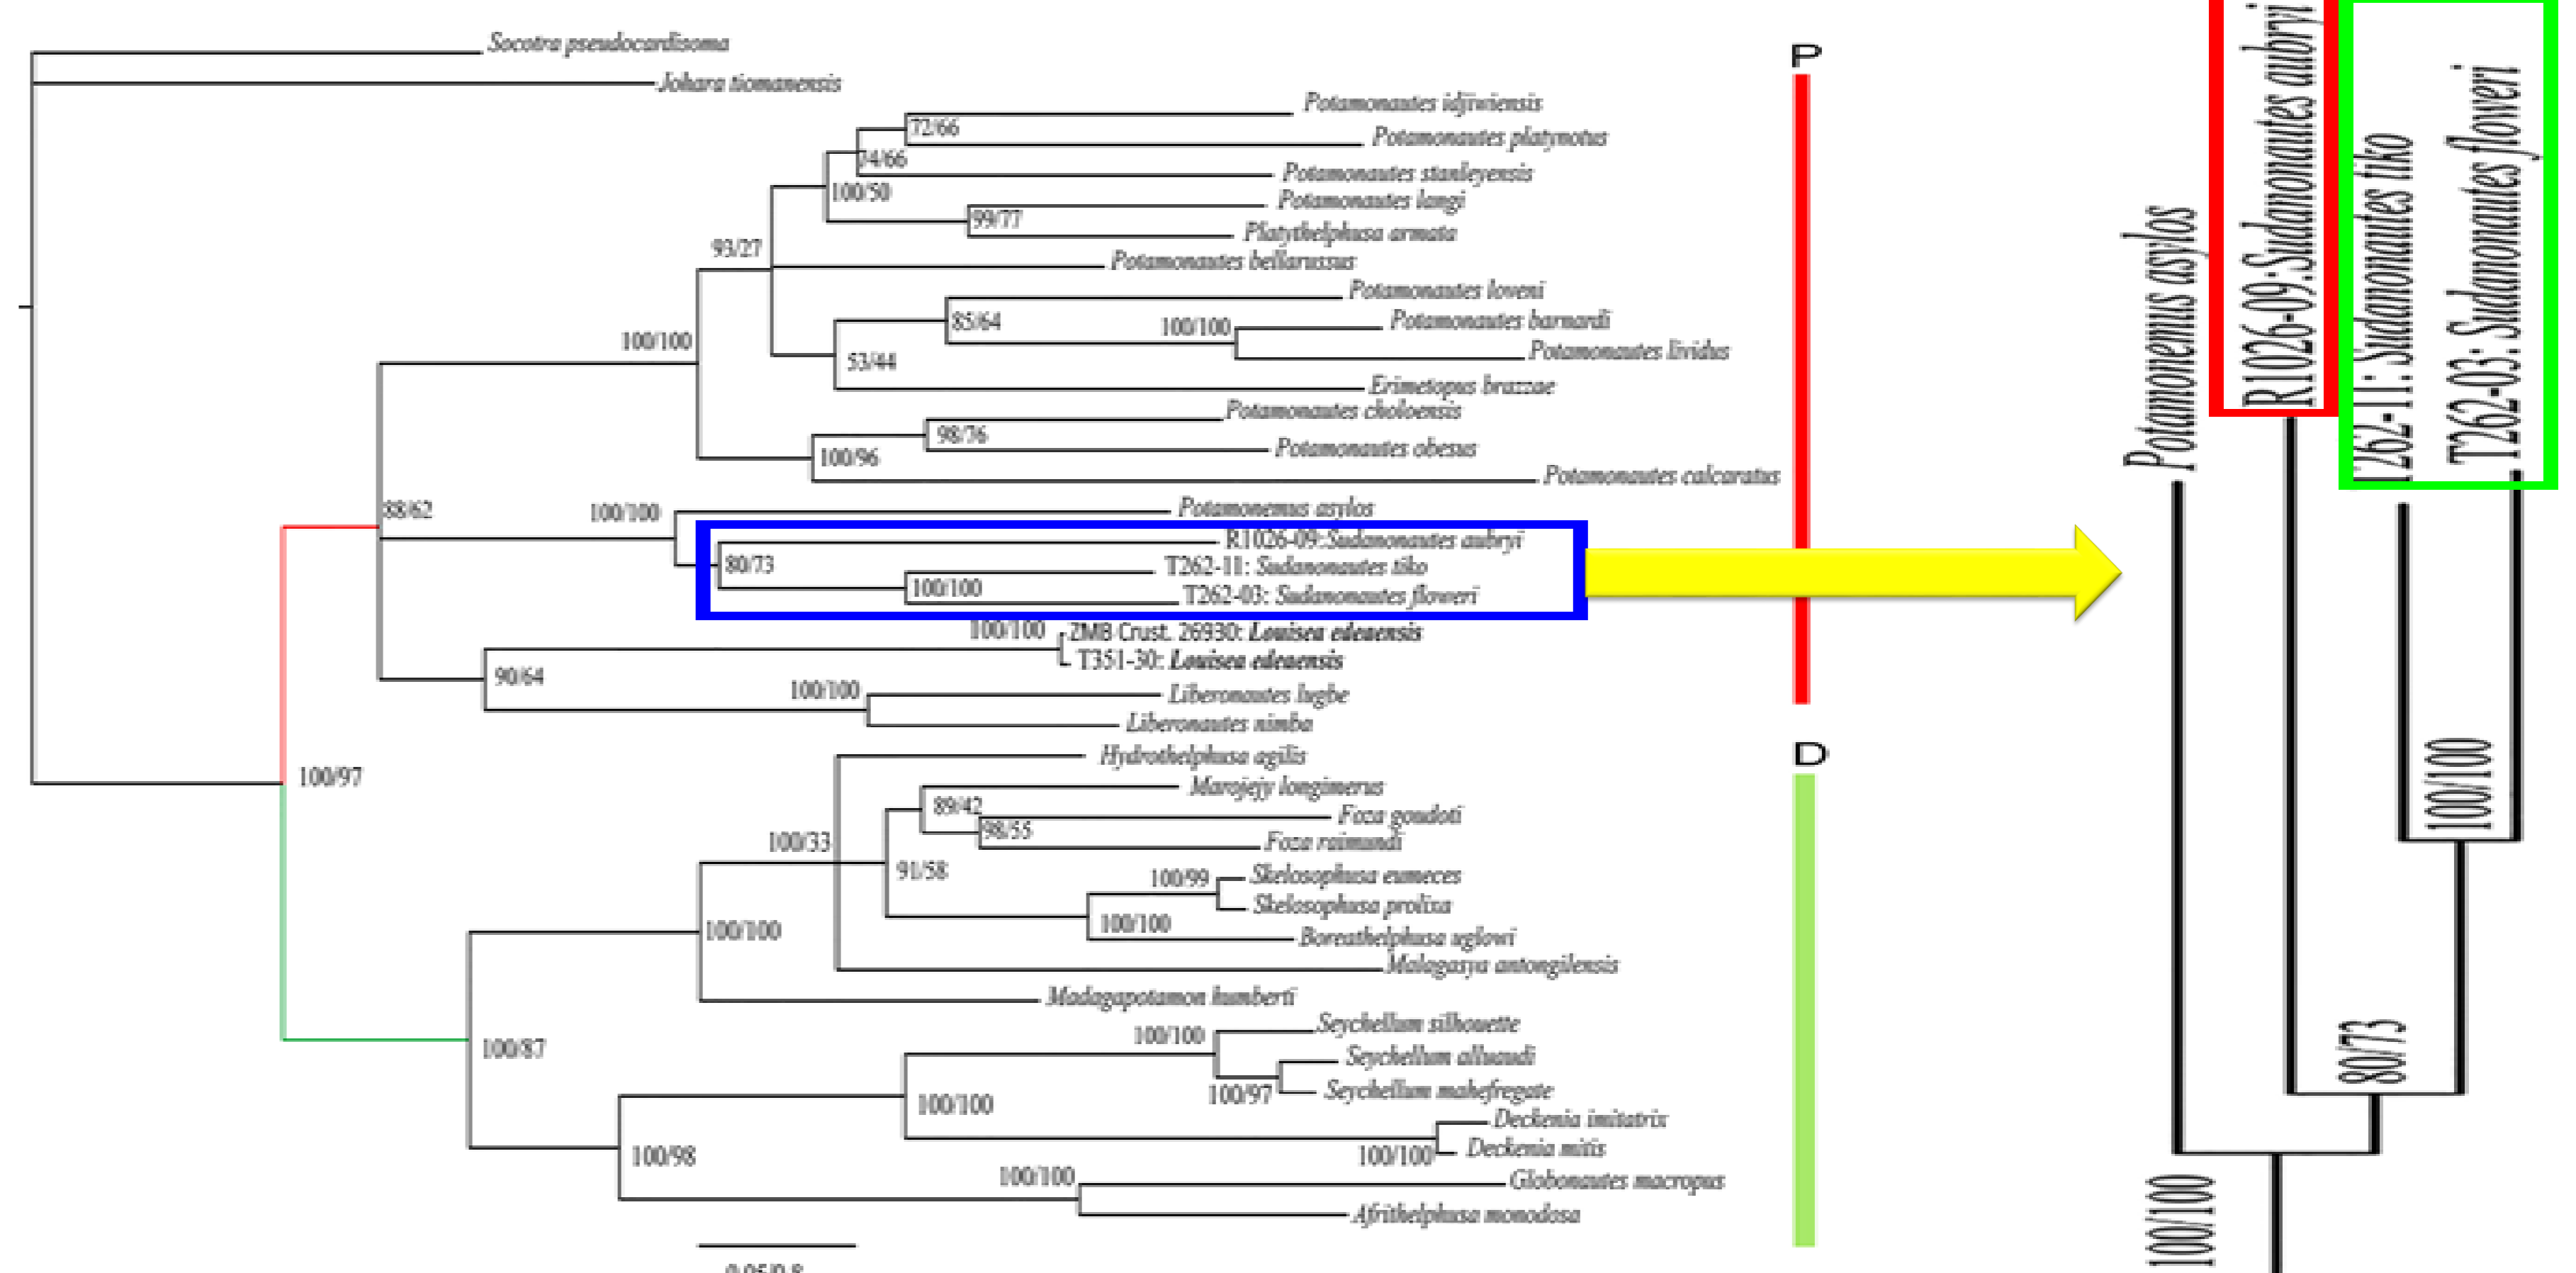 Socotra pseudocardisoma
Johora tiomanensis
P
Potamonautes idjiwiensis
72/66
Potamonautes platynotus
74/66
Potamonautes stanleyensis
100/50
Potamonautes langi
99/77
Platythelphusa armata
93/27
Potamonautes bellarussus
Potamonautes loveni
85/64
100/100
Potamonautes barnardi
Potamonautes lividus
100/100
53/44
Erimetopus brazzae
Potamonautes choloensis
98/76
Potamonautes obesus
100/96
Potamonautes calcaratus
88/62
100/100
Potamonemus asylos
R1026-09:Sudanonautes aubryi
80/73
T262-11: Sudanonautes tiko
100/100
T262-03: Sudanonautes floweri
100/100
ZMB Crust. 26930: Louisea edeaensis
T351-30: Louisea edeaensis
90/64
100/100
Liberonautes lugbe
Liberonautes nimba
D
Hydrothelphusa agilis
100/97
Marojejy longimerus
89/42
Foza goudoti
98/55
100/33
Foza raimundi
91/58
100/99
Skelosophusa eumeces
Skelosophusa prolixa
100/100
100/100
Boreathelphusa uglowi
Malagasya antongilensis
Madagapotamon humberti
Seychellum silhouette
100/100
100/87
Seychellum alluaudi
100/97
Seychellum mahefregate
100/100
Deckenia imitatrix
100/100
Deckenia mitis
100/98
100/100
Globonautes macropus
Afrithelphusa monodosa
Potamonemus asylos
R1026-09:Sudanonautes aubryi
T262-11: Sudanonautes tiko
T262-03: Sudanonautes floweri
100/100
80/73
100/100